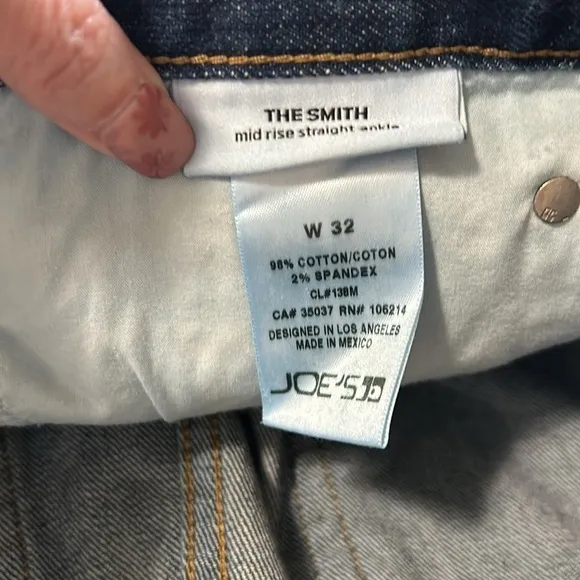 THE SMITH
mid rise straight ankle
W 32
98% COTTON/COTON
2% SPANDEX
CL#138M
CA# 35037 RN# 106214
DESIGNED IN LOS ANGELES
MADE IN MEXICO
JOE'S